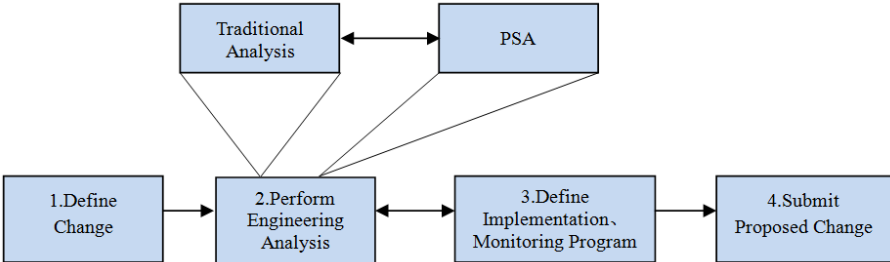 Traditional
Analysis
PSA
1.Define
Change
2.Perform
Engineering
Analysis
3.Define
Implementation、
Monitoring Program
4.Submit
Proposed Change